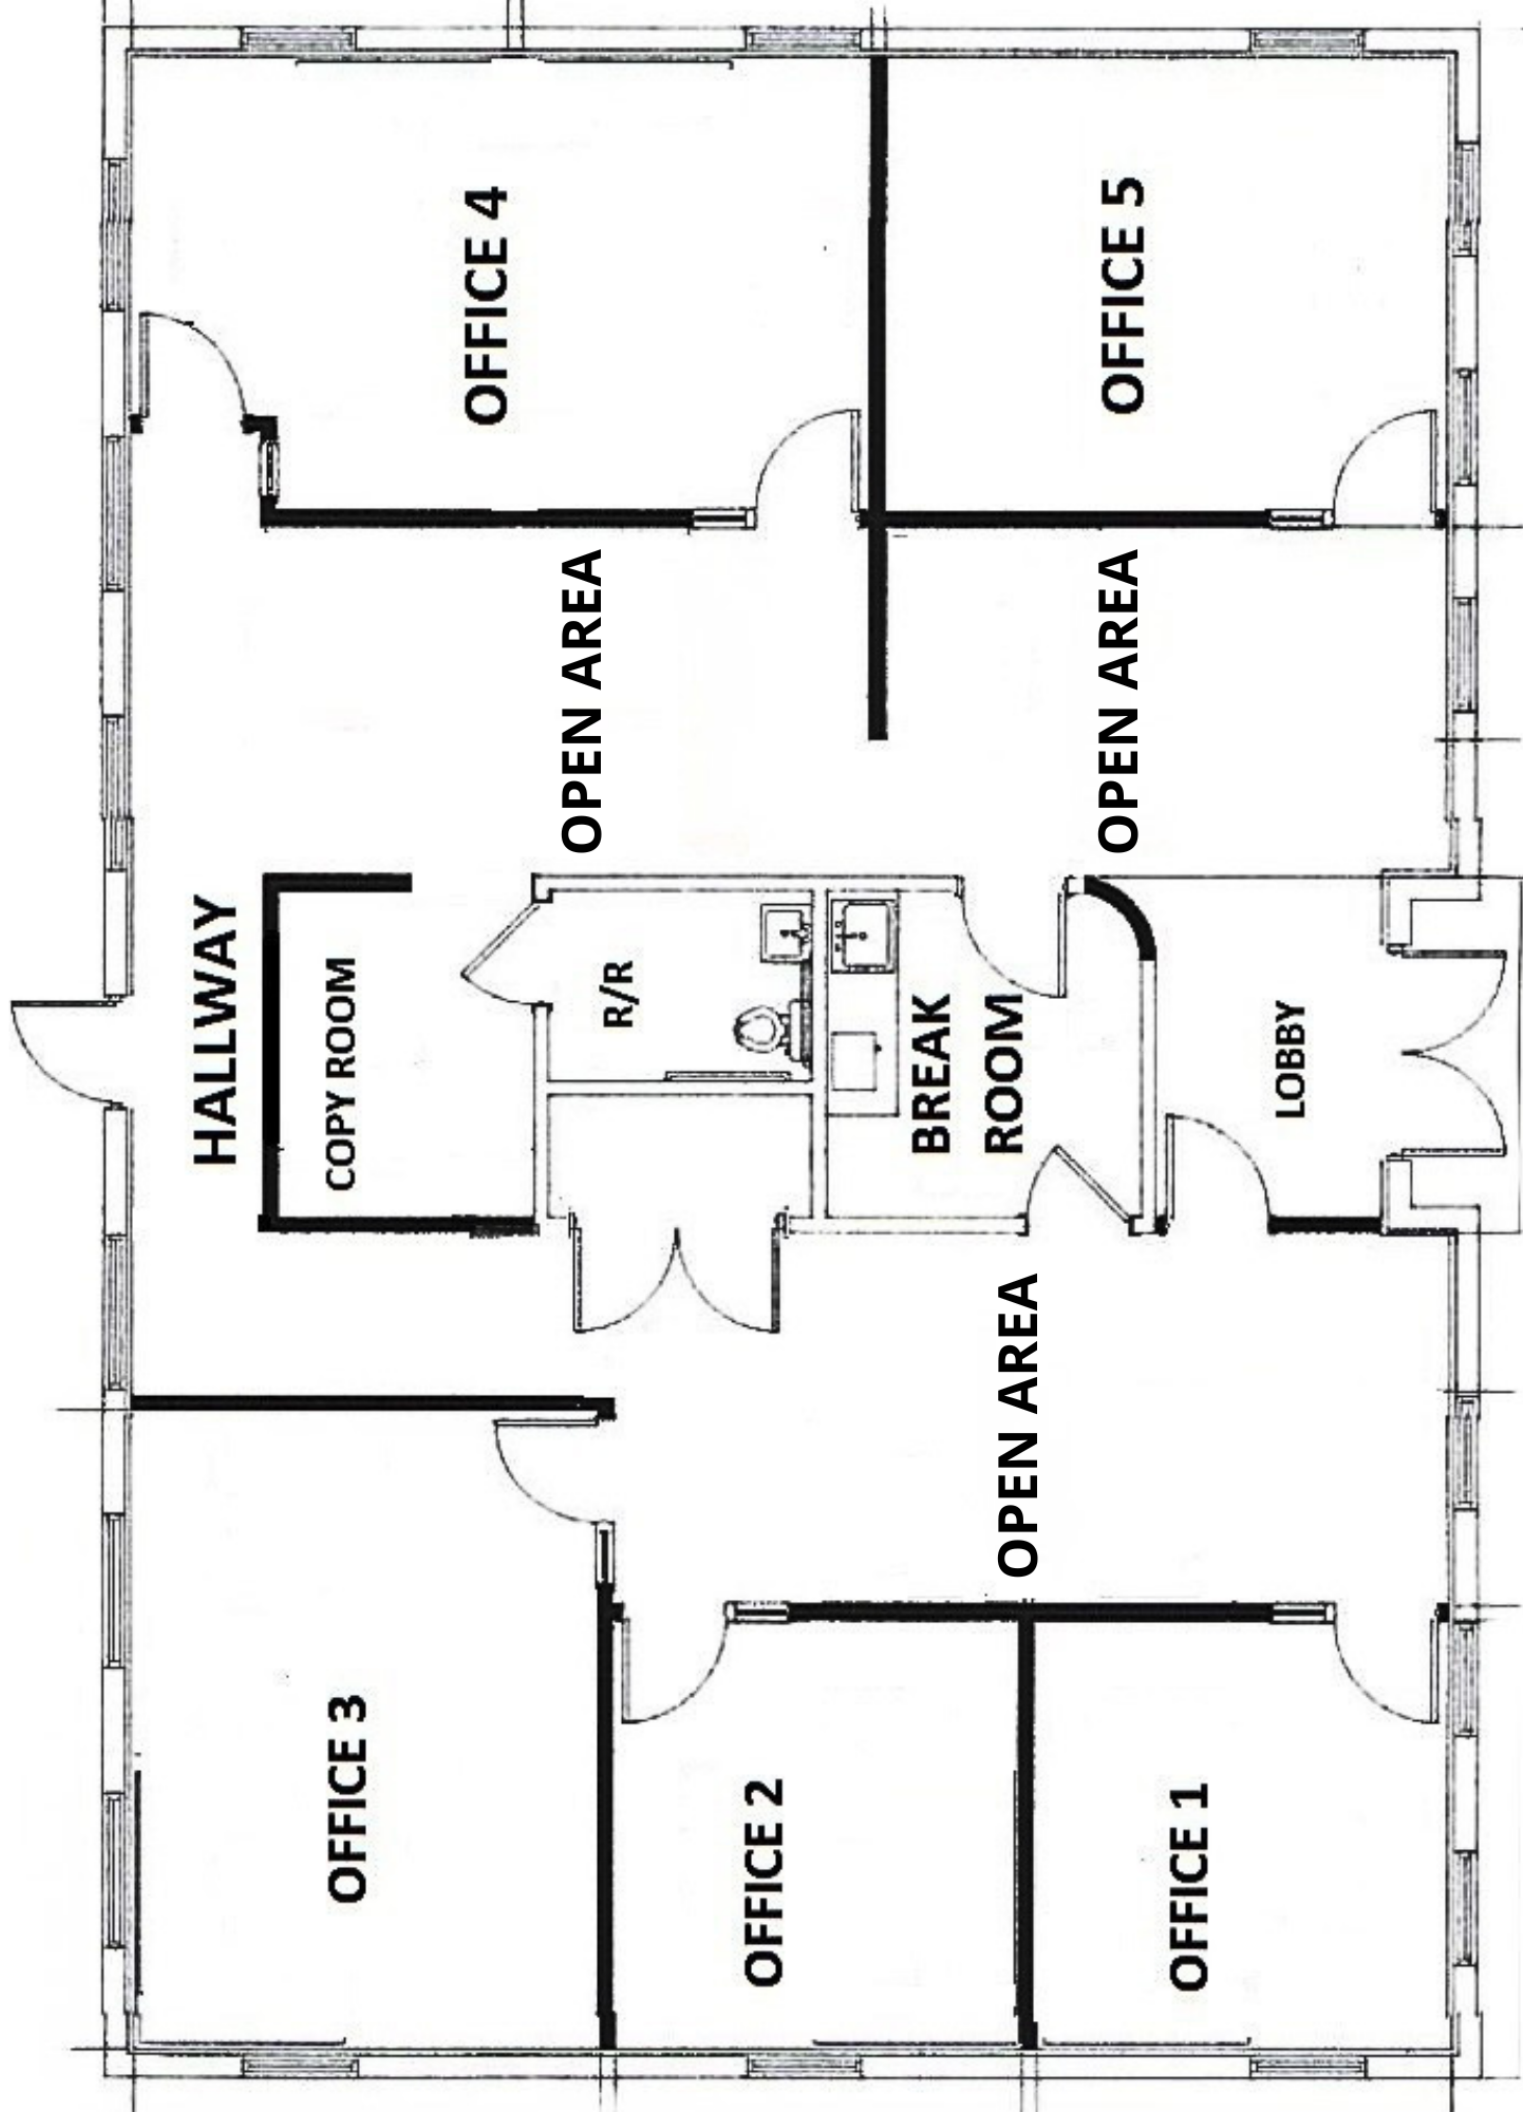 OFFICE 3
HALLWAY
COPY ROOM
OFFICE 4
OPEN AREA
R/R
OFFICE 2
BREAK
ROOM
OPEN AREA
OPEN AREA
OFFICE 5
OFFICE 1
LOBBY